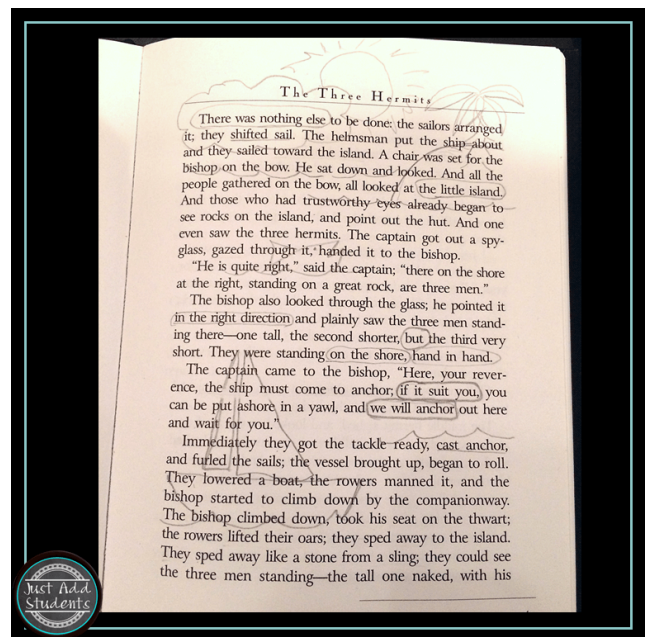 The Three Hermits
There was nothing else to be done: the sailors arranged
it; they shifted sail. The helmsman put the ship about
and they sailed toward the island. A chair was set for the
bishop on the bow. He sat down and looked. And all the
people gathered on the bow, all looked at the little island.
And those who had trustworthy eyes already began to
see rocks on the island, and point out the hut. And one
even saw the three hermits. The captain got out a spy-
glass, gazed through it, handed it to the bishop.
"He is quite right," said the captain; "there on the shore
at the right, standing on a great rock, are three men."
The bishop also looked through the glass; he pointed it
in the right direction and plainly saw the three men stand-
ing there—one tall, the second shorter, but the third very
short. They were standing on the shore, hand in hand.
The captain came to the bishop, "Here, your rever-
ence, the ship must come to anchor; if it suit you, you
can be put ashore in a yawl, and we will anchor out here
and wait for you."
Immediately they got the tackle ready, cast anchor,
and furled the sails; the vessel brought up, began to roll.
They lowered a boat, the rowers manned it, and the
bishop started to climb down by the companionway.
The bishop climbed down, took his seat on the thwart;
the rowers lifted their oars; they sped away to the island.
They sped away like a stone from a sling; they could see
the three men standing—the tall one naked, with his
Just Add
Students